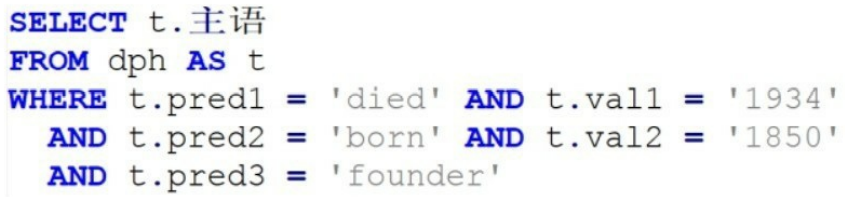 SELECT t.主语
FROM dph AS t
WHERE t.pred1 = 'died' AND t.val1 = '1934'
AND t.pred2 = 'born' AND t.val2 = '1850'
AND t.pred3 = 'founder'